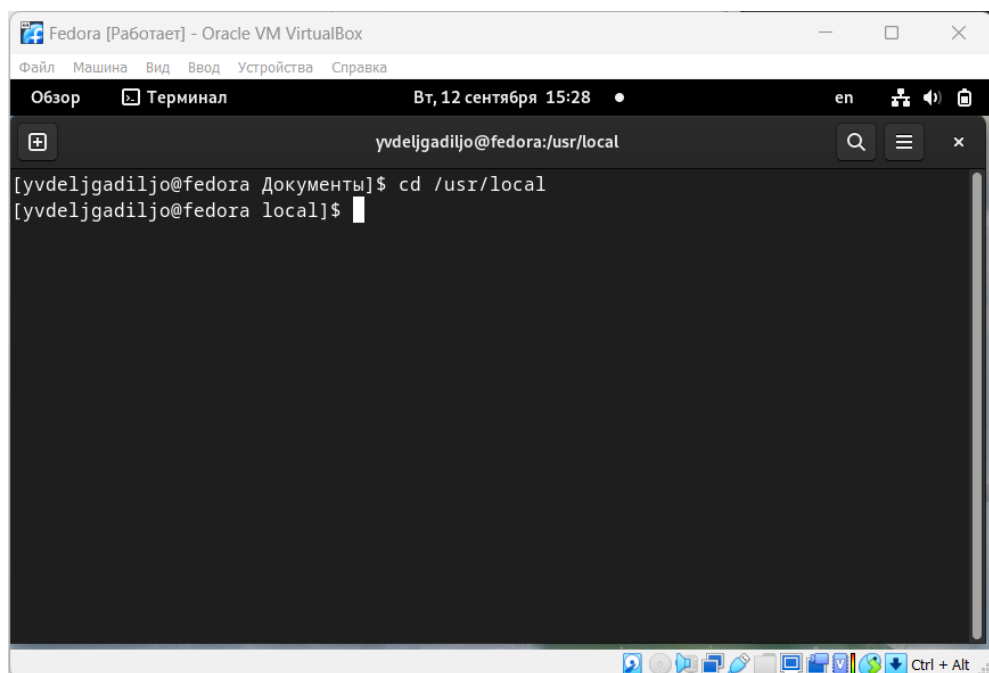 Fedora [Работает] - Oracle VM VirtualBox
Файл Машина Вид Ввод Устройства Справка
Обзор Терминал Вт, 12 сентября 15:28 en
yvdeljgadiljo@fedora:/usr/local
[yvdeljgadiljo@fedora Документы]$ cd /usr/local
[yvdeljgadiljo@fedora local]$
Ctrl + Alt